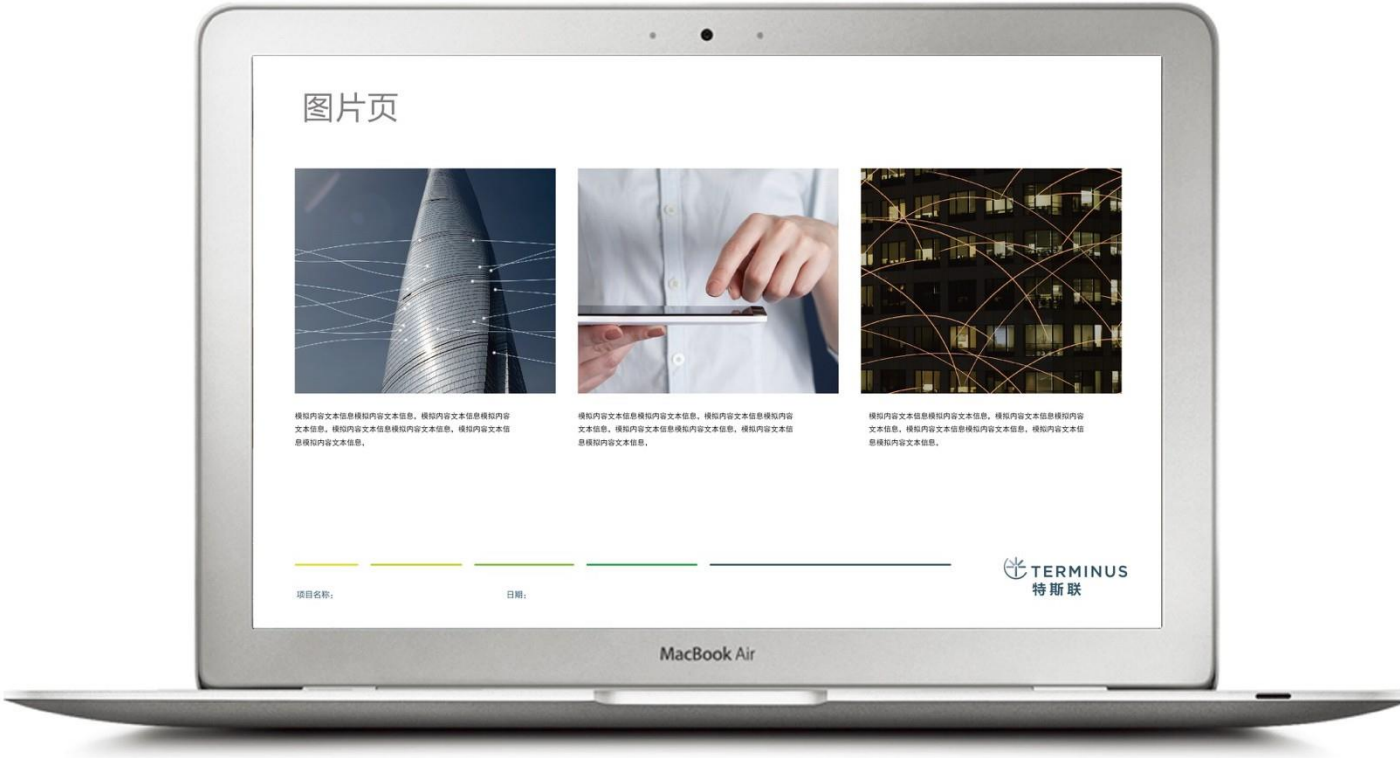 图片页
模拟内容文本信息模拟内容文本信息，模拟内容文本信息模拟内容
文本信息，模拟内容文本信息模拟内容文本信息，模拟内容文本信
息模拟内容文本信息，
模拟内容文本信息模拟内容文本信息，模拟内容文本信息模拟内容
文本信息，模拟内容文本信息模拟内容文本信息，模拟内容文本信
息模拟内容文本信息，
模拟内容文本信息模拟内容文本信息，模拟内容文本信息模拟内容
文本信息，模拟内容文本信息模拟内容文本信息，模拟内容文本信
息模拟内容文本信息，
项目名称：
日期：
TERMINUS
特斯联
MacBook Air